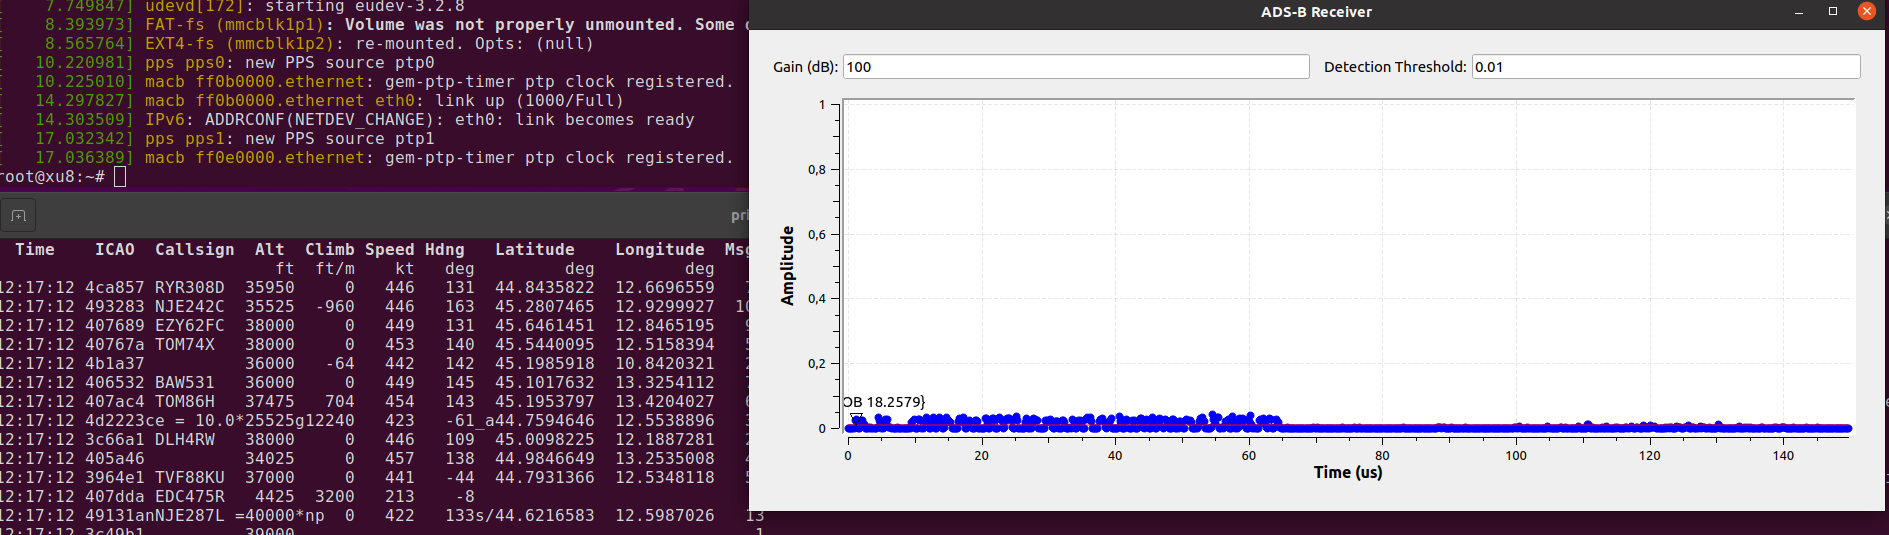 [    7.749847] udevd[172]: starting eudev-3.2.8
[    8.393973] FAT-fs (mmcblk1p1): Volume was not properly unmounted. Some
[    8.565764] EXT4-fs (mmcblk1p2): re-mounted. Opts: (null)
[   10.220981] pps pps0: new PPS source ptp0
[   10.225010] macb ff0b0000.ethernet: gem-ptp-timer ptp clock registered.
[   14.297827] macb ff0b0000.ethernet eth0: link up (1000/Full)
[   14.303509] IPv6: ADDRCONF(NETDEV_CHANGE): eth0: link becomes ready
[   17.032342] pps pps1: new PPS source ptp1
[   17.036389] macb ff0e0000.ethernet: gem-ptp-timer ptp clock registered.
root@xu8:~#
pri
Time ICAO Callsign Alt Climb Speed Hdng Latitude Longitude Msg
ft ft/m kt deg deg deg
12:17:12 4ca857 RYR308D 35950 0 446 131 44.8435822 12.6696559
12:17:12 493283 NJE242C 35525 -960 446 163 45.2807465 12.9299927 10
12:17:12 407689 EZY62FC 38000 0 449 131 45.6461451 12.8465195
12:17:12 40767a TOM74X 38000 0 453 140 45.5440095 12.5158394
12:17:12 4b1a37 36000 -64 442 142 45.1985918 10.8420321
12:17:12 406532 BAW531 36000 0 449 145 45.1017632 13.3254112
12:17:12 407ac4 TOM86H 37475 704 454 143 45.1953797 13.4204027
12:17:12 4d2223ce = 10.0*25525g12240 423 -61_a44.7594646 12.5538896
12:17:12 3c66a1 DLH4RW 38000 0 446 109 45.0098225 12.1887281
12:17:12 405a46 34025 0 457 138 44.9846649 13.2535008
12:17:12 3964e1 TVF88KU 37000 0 441 -44 44.7931366 12.5348118
12:17:12 407dda EDC475R 4425 3200 213 -8
12:17:12 49131anNJE287L =40000*np 0 422 133s/44.6216583 12.5987026 13
12:17:12 3c49b1 39000 1
ADS-B Receiver
Gain (dB): 100 Detection Threshold: 0.01
Amplitude
1
0,8
0,6
0,4
0,2
0
OB 18.2579}
0 20 40 60 80 100 120 140
Time (us)